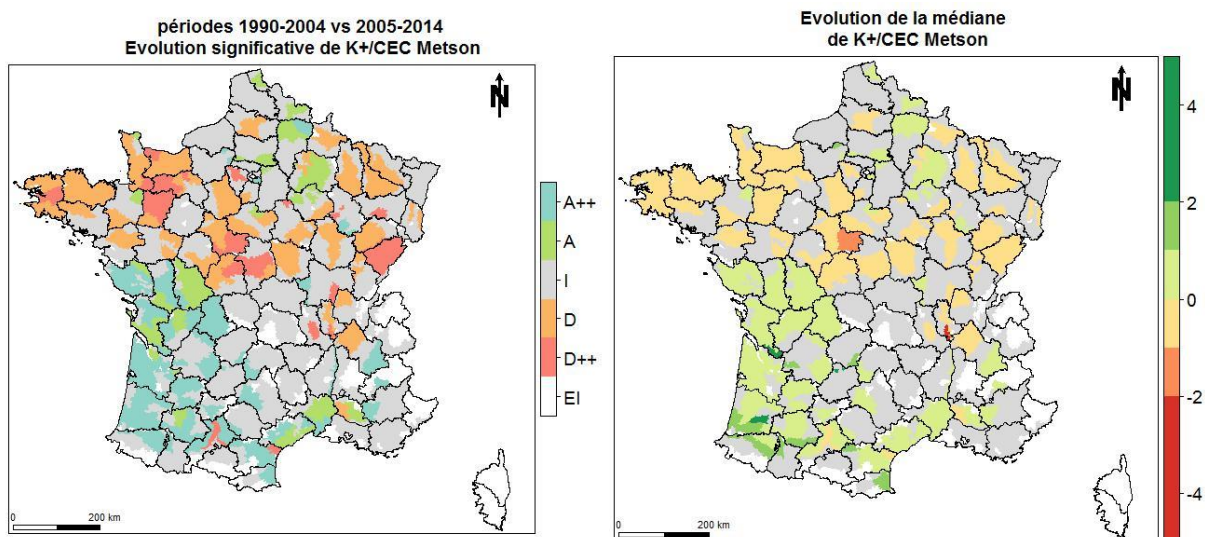 périodes 1990-2004 vs 2005-2014
Evolution significative de K+/CEC Metson
N
A++
A
I
D
D++
EI
0 200 km
Evolution de la médiane
de K+/CEC Metson
N
4
2
0
-2
-4
0 200 km